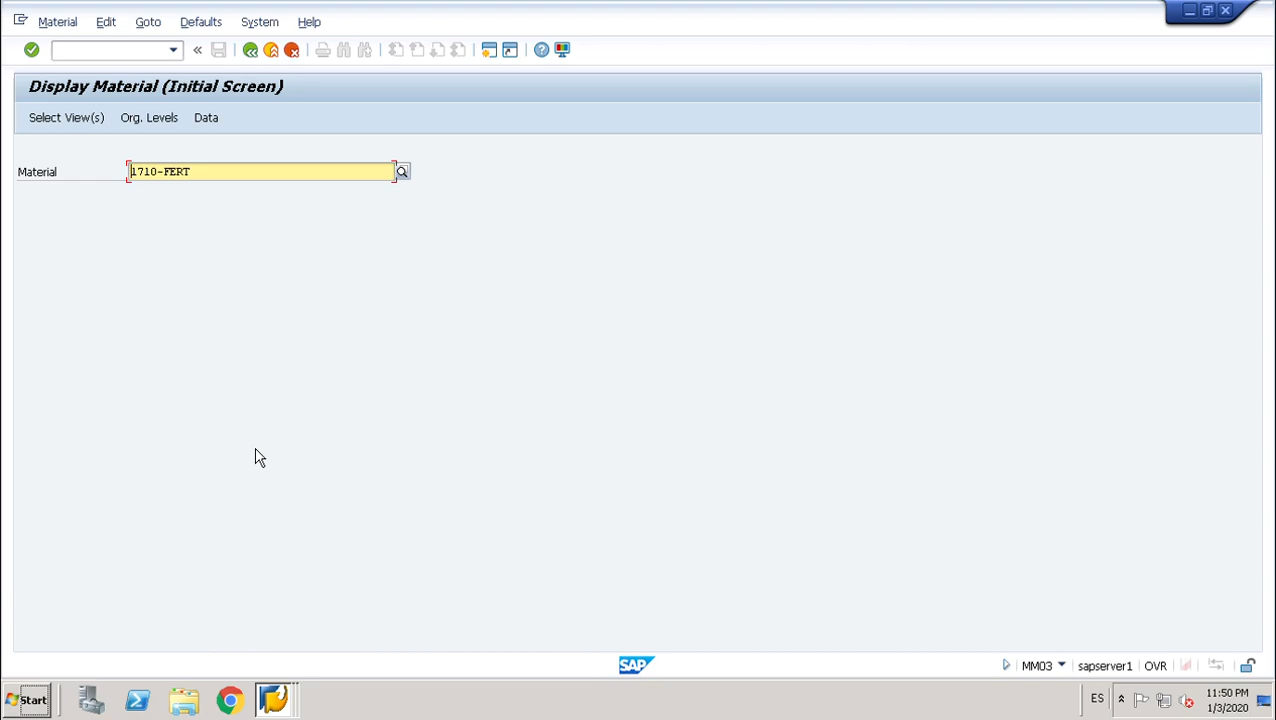 Material Edit Goto Defaults System Help
Display Material (Initial Screen)
Select View(s) Org. Levels Data
Material 1710-FERT
SAP MM03 sapserver1 OVR
Start ES 11:50 PM
1/3/2020